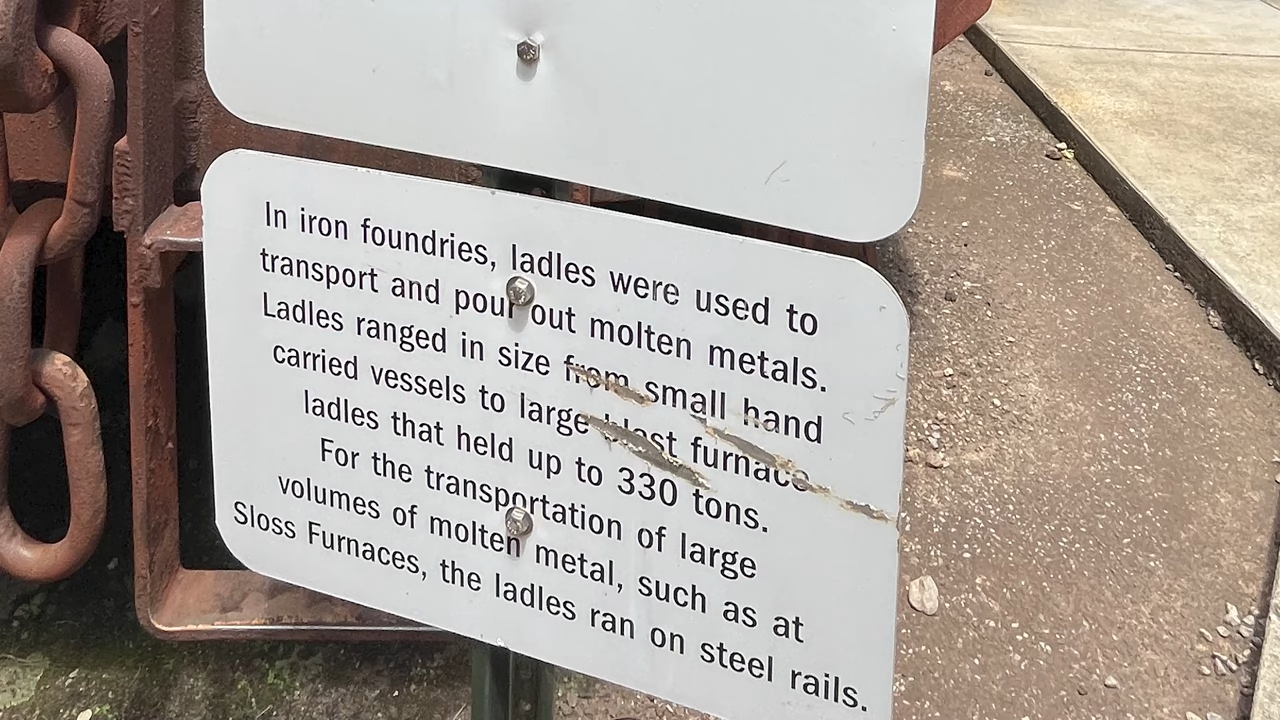 In iron foundries, ladles were used to
transport and pour out molten metals.
Ladles ranged in size from small hand
carried vessels to large blast furnace
ladles that held up to 330 tons.
For the transportation of large
volumes of molten metal, such as at
Sloss Furnaces, the ladles ran on steel rails.